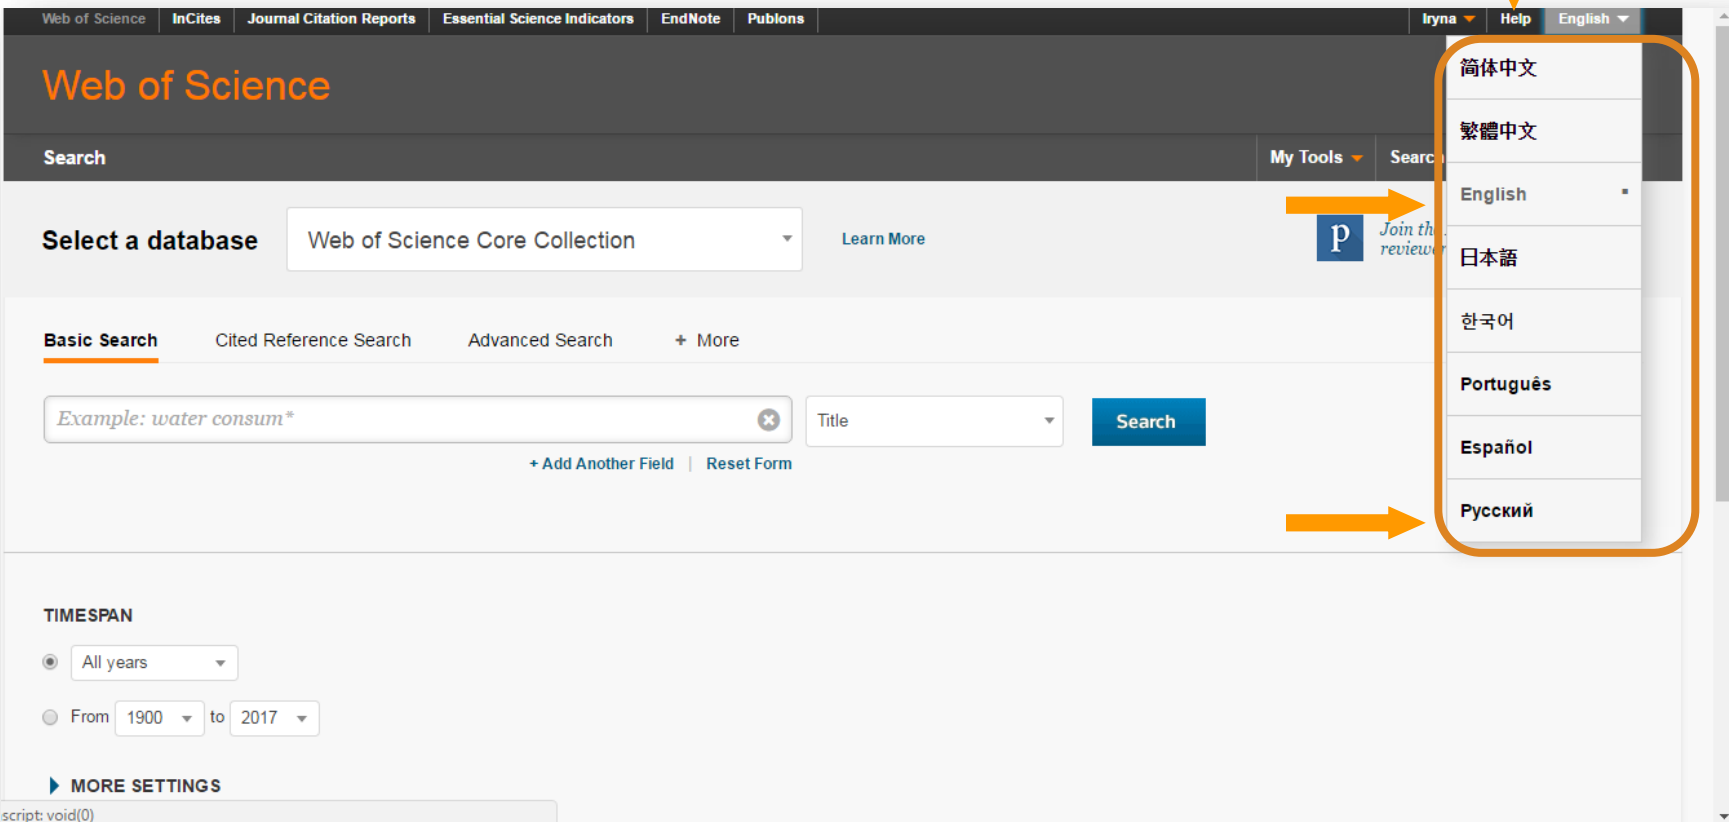 Web of Science InCites Journal Citation Reports Essential Science Indicators EndNote Publons Iryna Help English
Web of Science
简体中文
繁體中文
English
日本語
한국어
Português
Español
Русский
Search My Tools
Select a database Web of Science Core Collection Learn More
p Join
Basic Search Cited Reference Search Advanced Search + More
Example: water consum* Title Search
+ Add Another Field | Reset Form
TIMESPAN
All years
From 1900 to 2017
MORE SETTINGS
script: void(0)